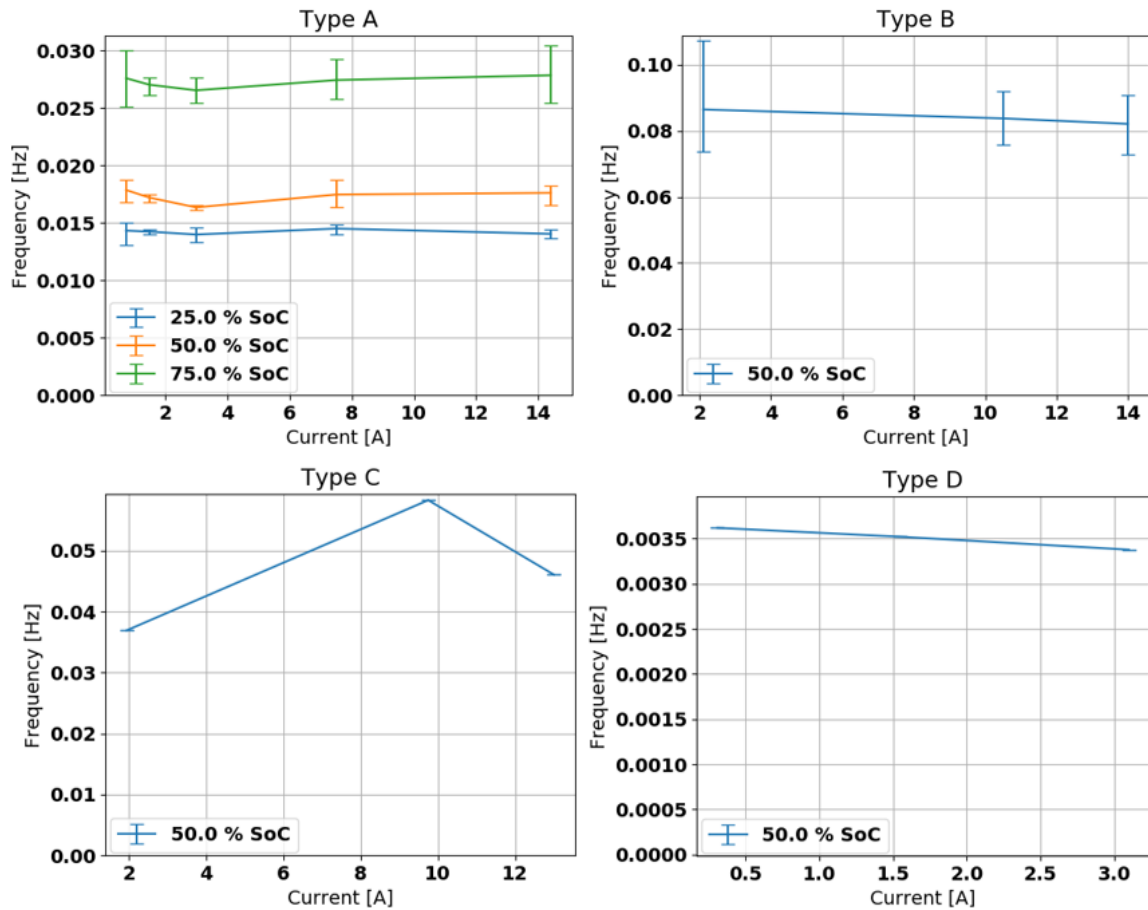 Type A
Frequency [Hz]
0.030
0.025
0.020
0.015
0.010
0.005
0.000
25.0 % SoC
50.0 % SoC
75.0 % SoC
2 4 6 8 10 12 14
Current [A]
Type B
Frequency [Hz]
0.10
0.08
0.06
0.04
0.02
0.00
50.0 % SoC
2 4 6 8 10 12 14
Current [A]
Type C
Frequency [Hz]
0.05
0.04
0.03
0.02
0.01
0.00
50.0 % SoC
2 4 6 8 10 12
Current [A]
Type D
Frequency [Hz]
0.0035
0.0030
0.0025
0.0020
0.0015
0.0010
0.0005
0.0000
50.0 % SoC
0.5 1.0 1.5 2.0 2.5 3.0
Current [A]